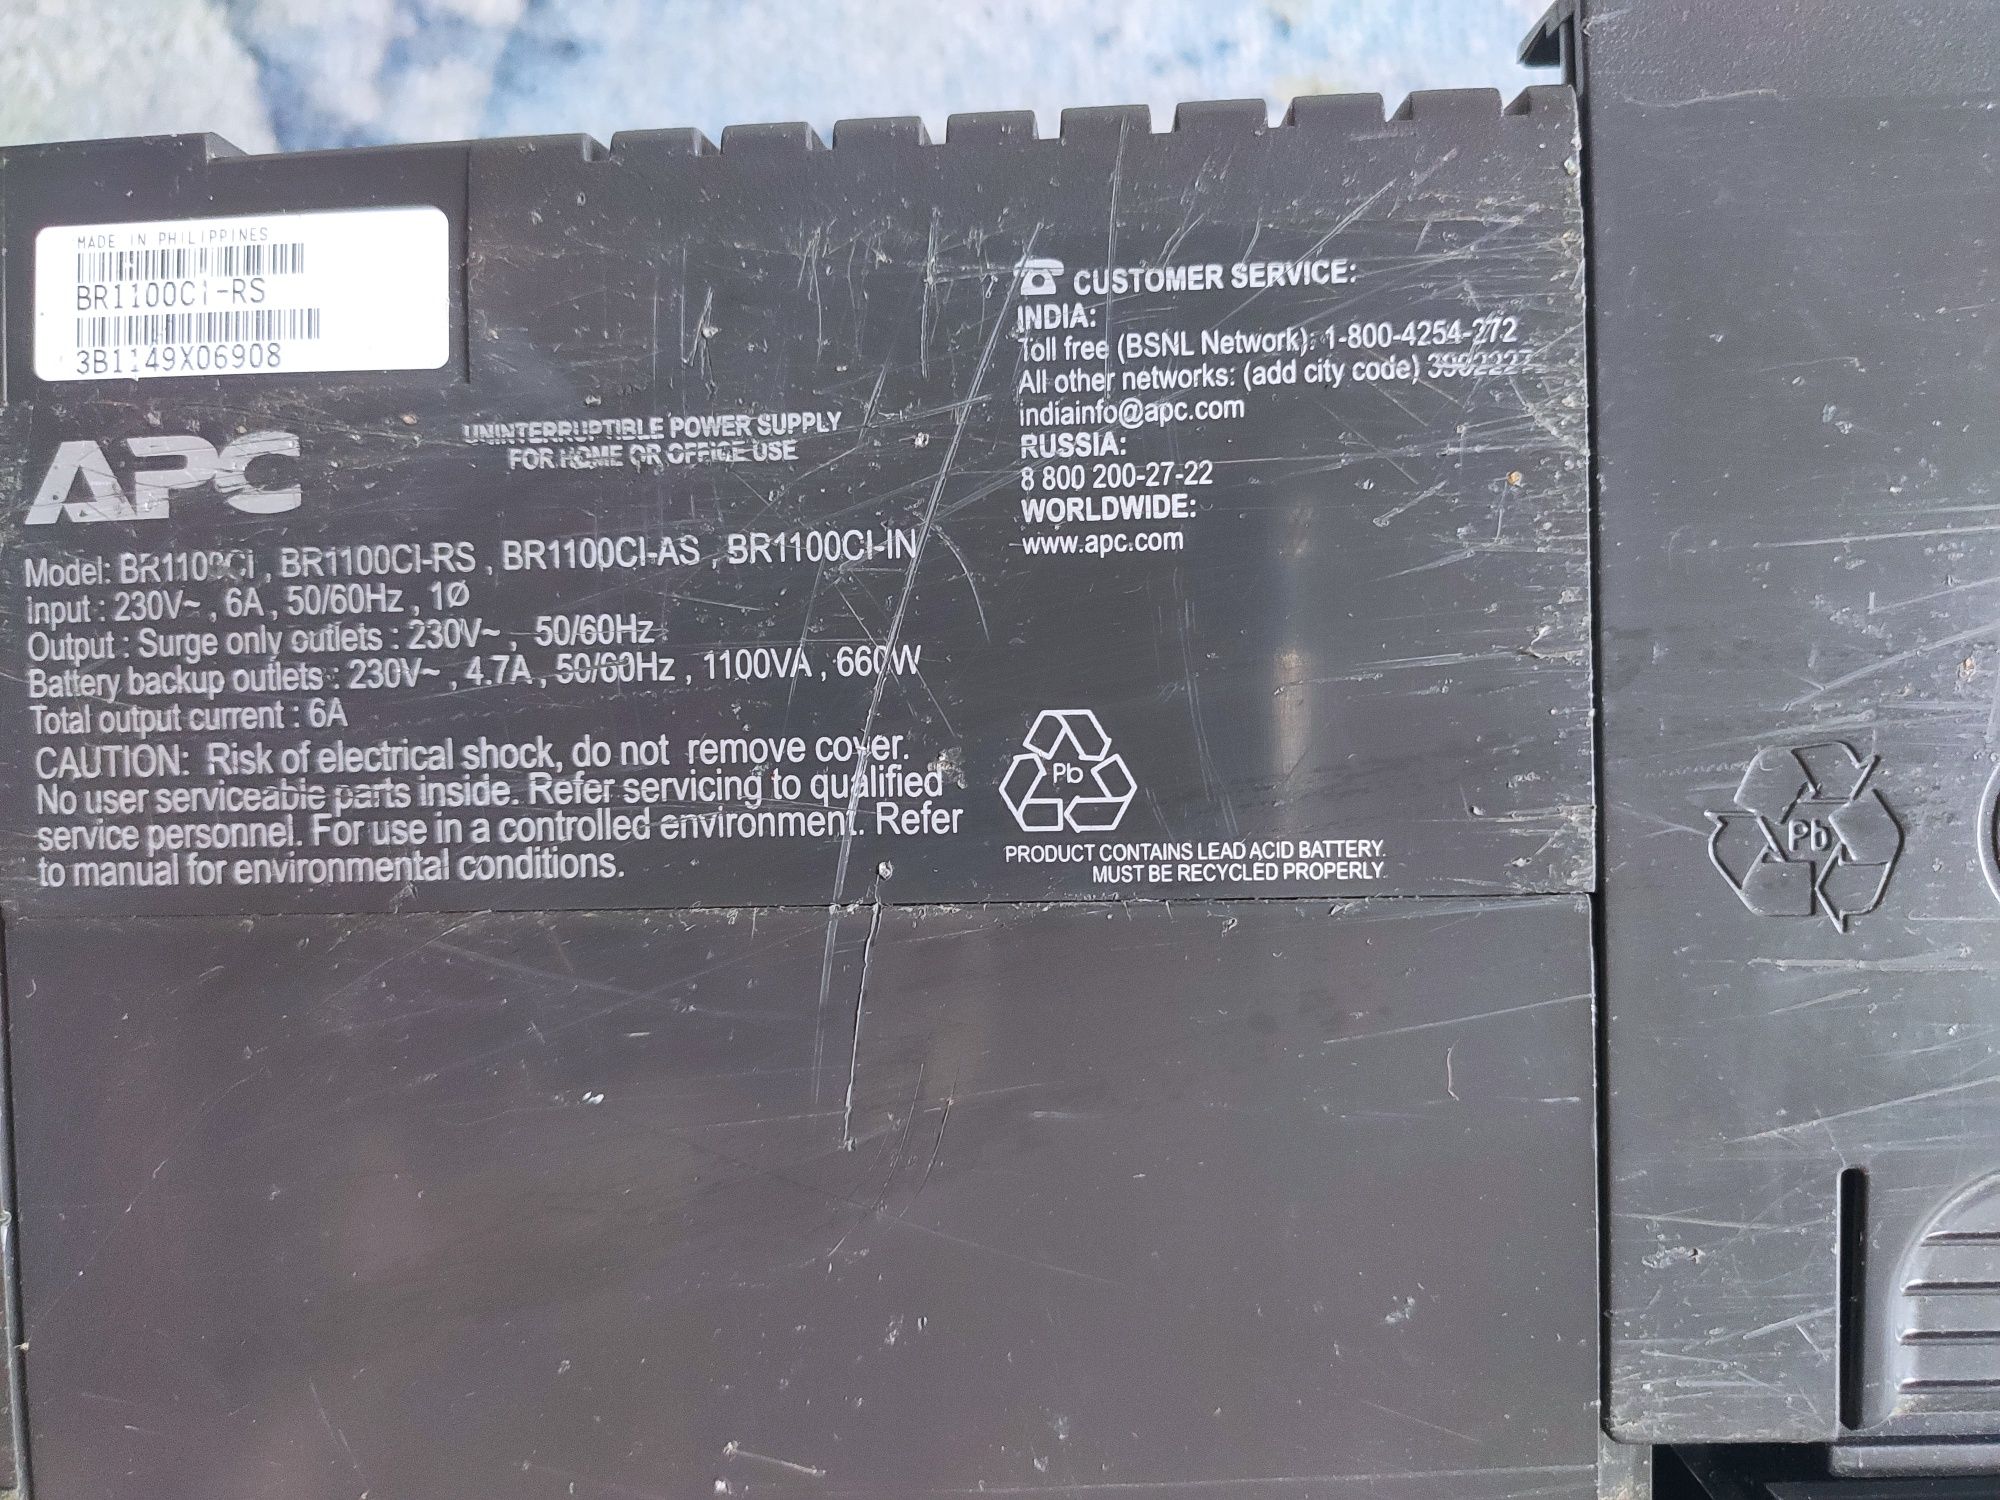 MADE IN PHILIPPINES
BR1100CI-RS
3B1149X06908
APC
UNINTERRUPTIBLE POWER SUPPLY
FOR HOME OR OFFICE USE
Model: BR1100CI , BR1100CI-RS , BR1100CI-AS , BR1100CI-IN
Input : 230V~ , 6A , 50/60Hz , 1Ø
Output : Surge only outlets : 230V~ , 50/60Hz
Battery backup outlets : 230V~ , 4.7A , 50/60Hz , 1100VA , 660W
Total output current : 6A
CAUTION: Risk of electrical shock, do not remove cover.
No user serviceable parts inside. Refer servicing to qualified
service personnel. For use in a controlled environment. Refer
to manual for environmental conditions.
CUSTOMER SERVICE:
INDIA:
Toll free (BSNL Network): 1-800-4254-272
All other networks: (add city code) 3902227
indiainfo@apc.com
RUSSIA:
8 800 200-27-22
WORLDWIDE:
www.apc.com
Pb
PRODUCT CONTAINS LEAD ACID BATTERY.
MUST BE RECYCLED PROPERLY.
Pb